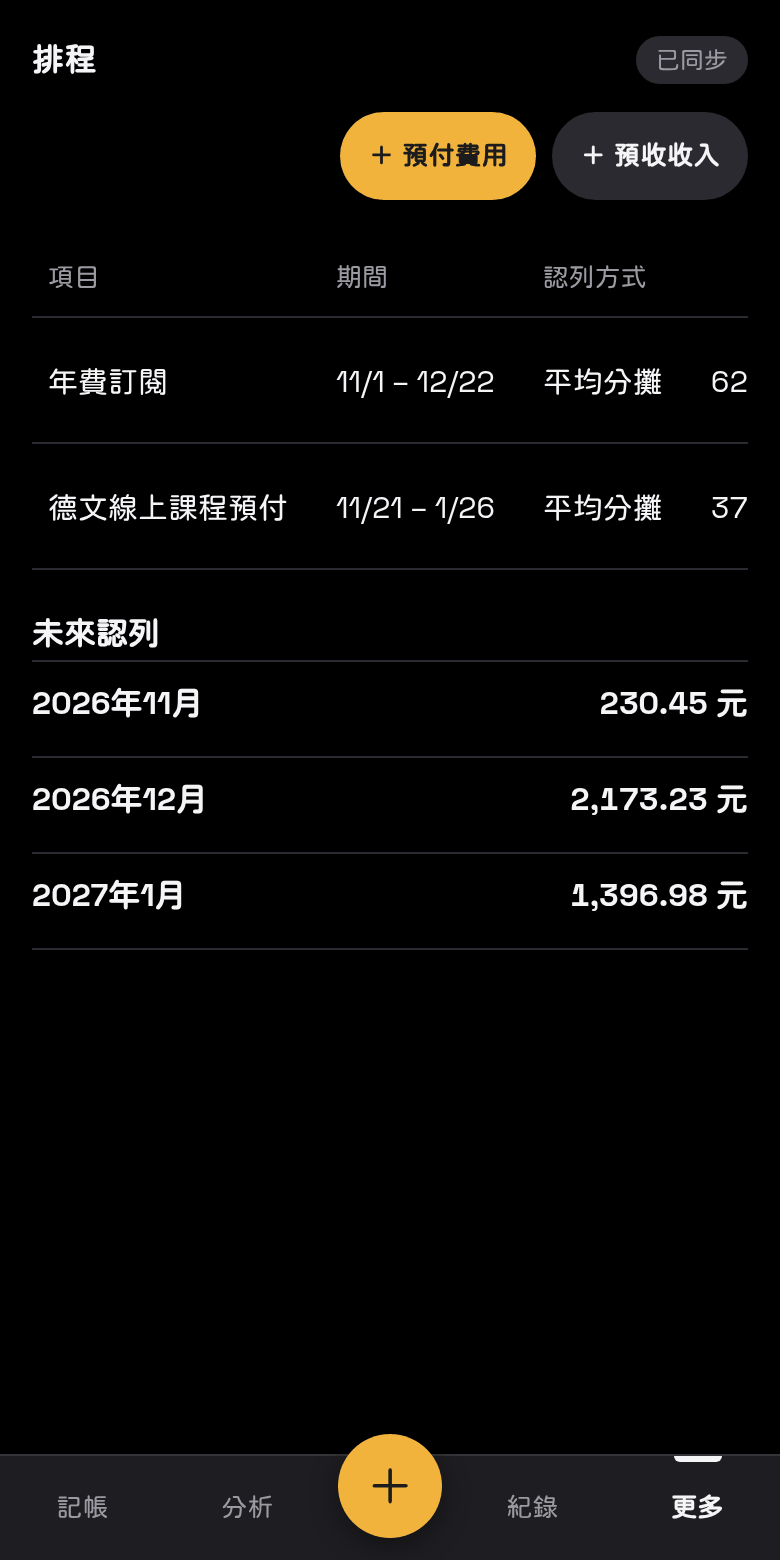 排程
已同步
+ 預付費用
+ 預收收入
項目 期間 認列方式
年費訂閱 11/1 – 12/22 平均分攤 62
德文線上課程預付 11/21 – 1/26 平均分攤 37
未來認列
2026年11月 230.45 元
2026年12月 2,173.23 元
2027年1月 1,396.98 元
記帳 分析 + 紀錄 更多